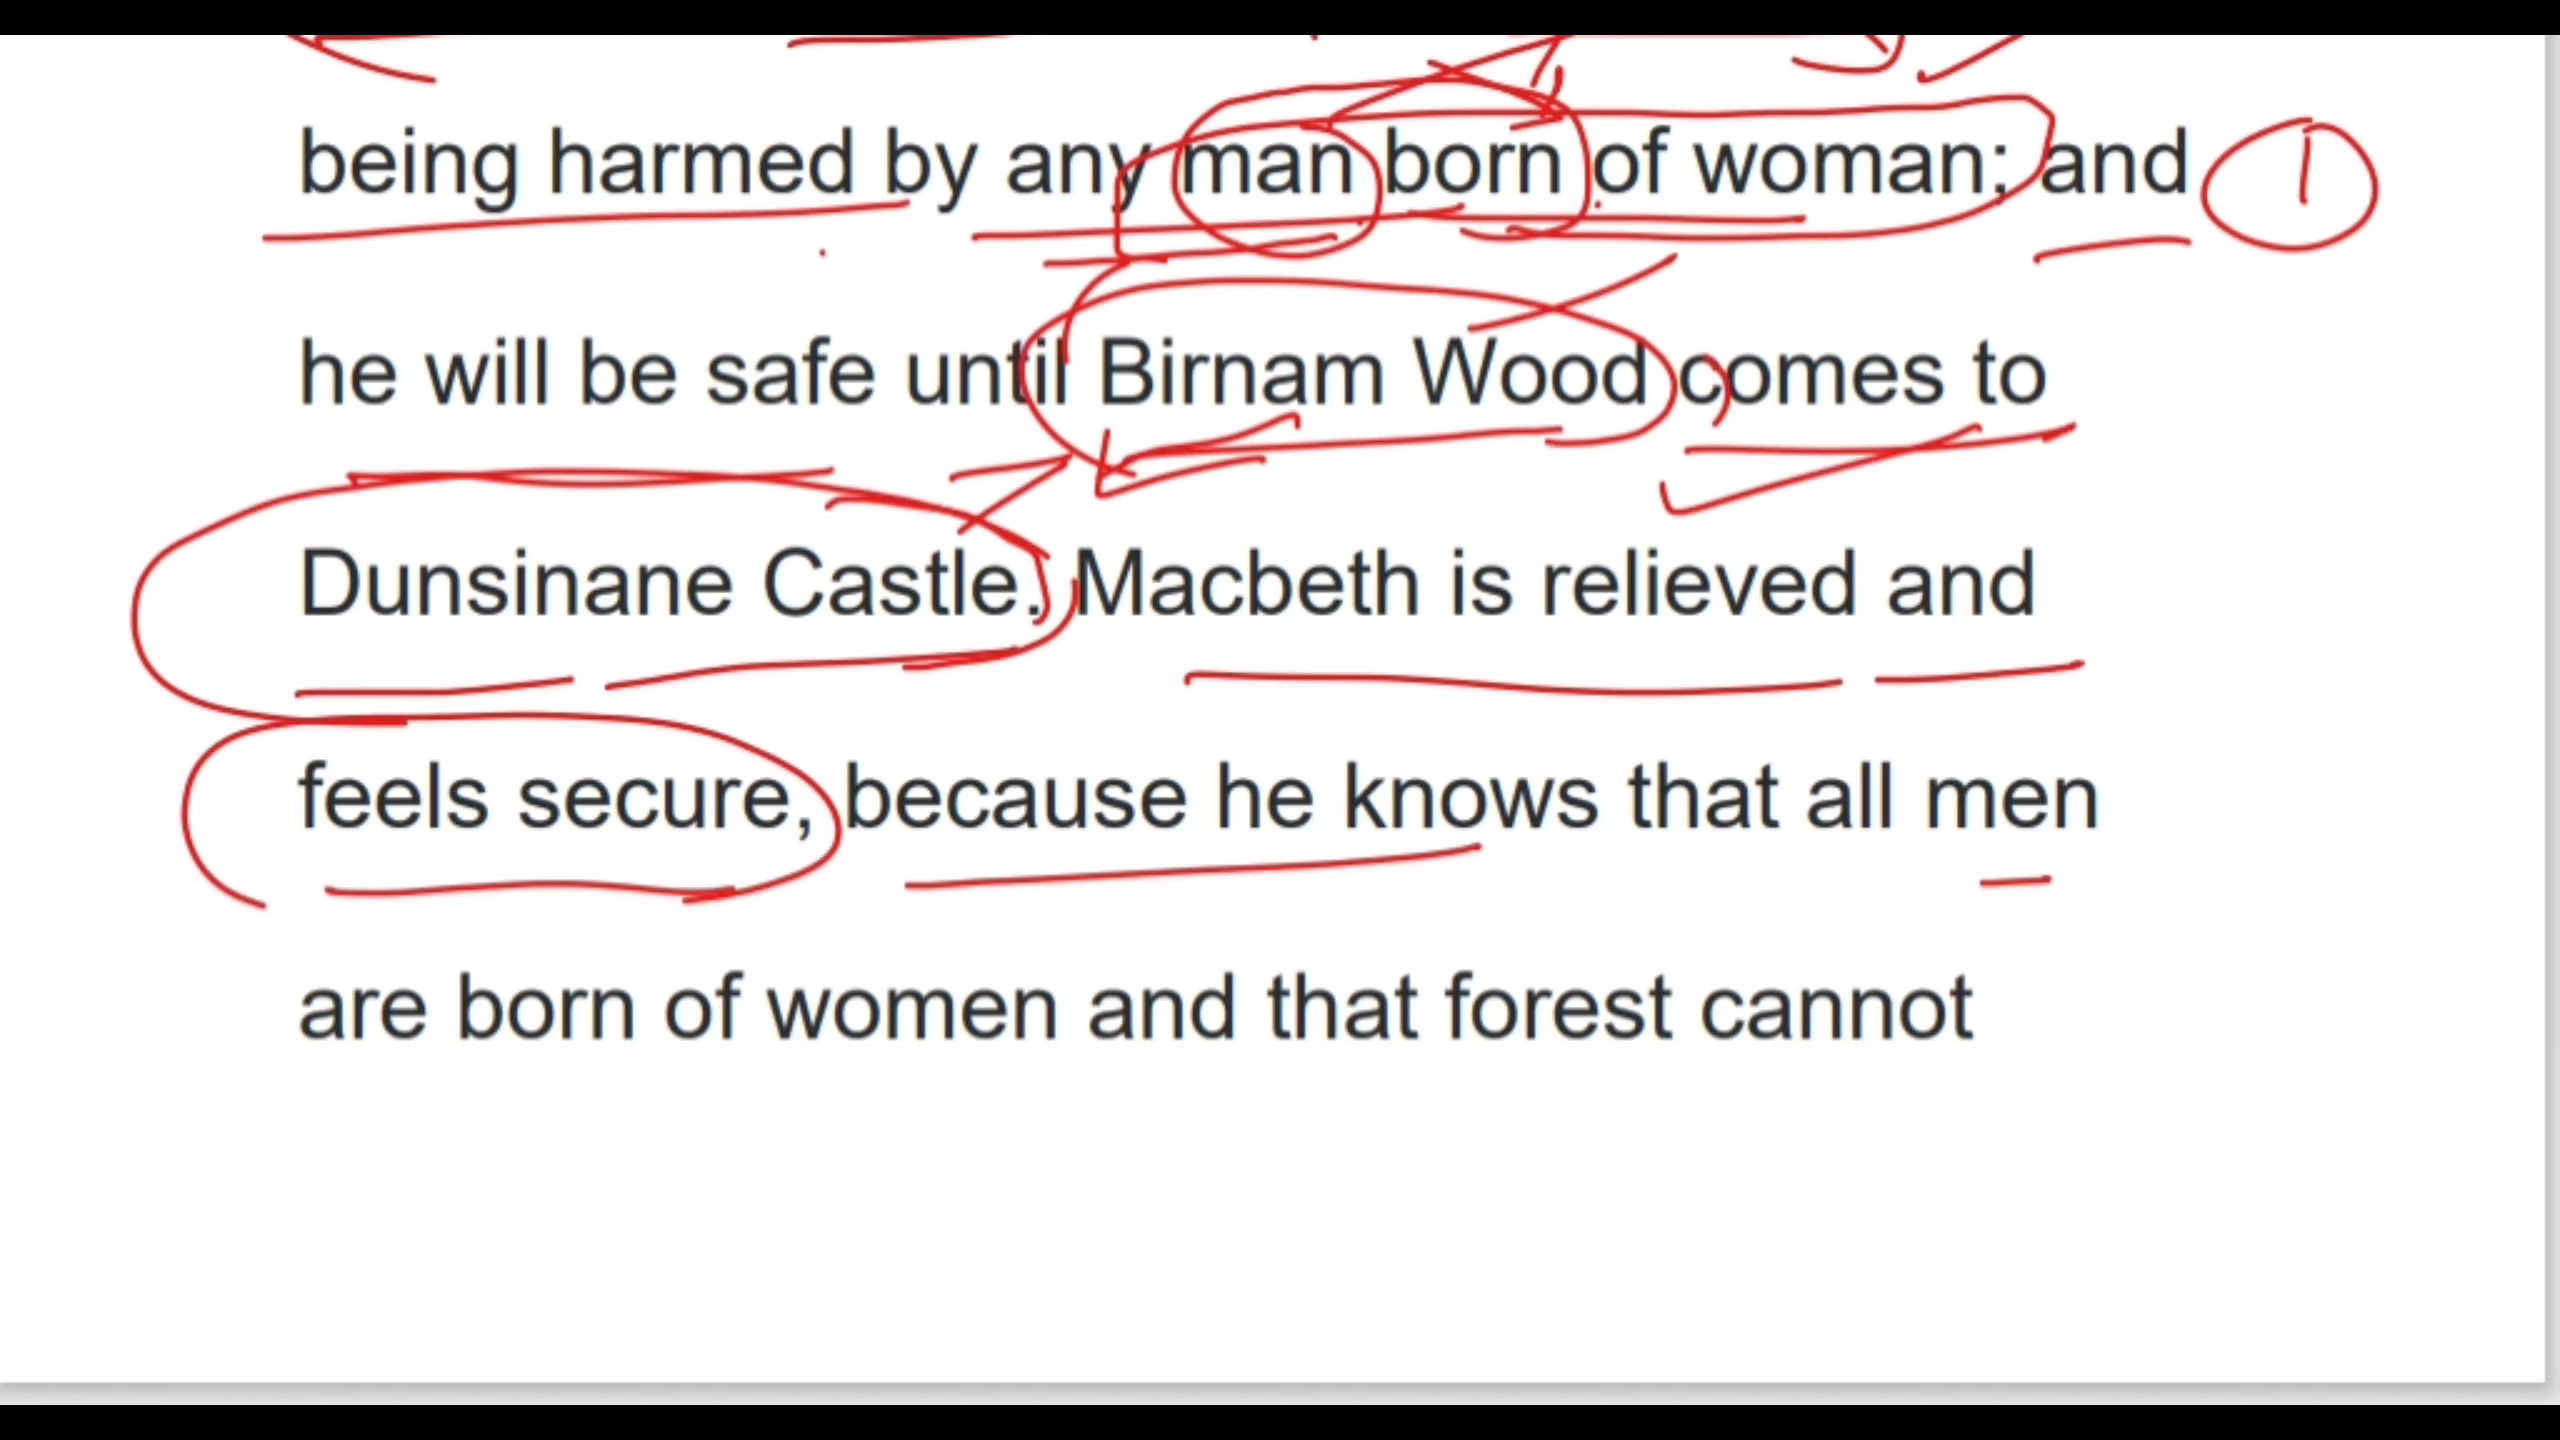 being harmed by any man born of woman; and 1
he will be safe until Birnam Wood comes to
Dunsinane Castle. Macbeth is relieved and
feels secure, because he knows that all men
are born of women and that forest cannot